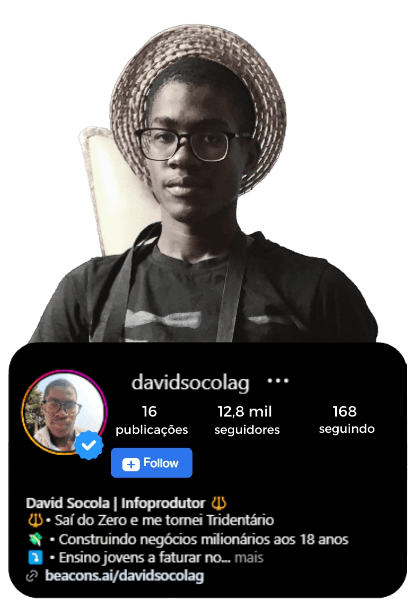 davidsocolag •••
16 12,8 mil 168
publicações seguidores seguindo
Follow
David Socola | Infoprodutor
• Saí do Zero e me tornei Tridentário
• Construindo negócios milionários aos 18 anos
• Ensino jovens a faturar no... mais
beacons.ai/davidsocolag